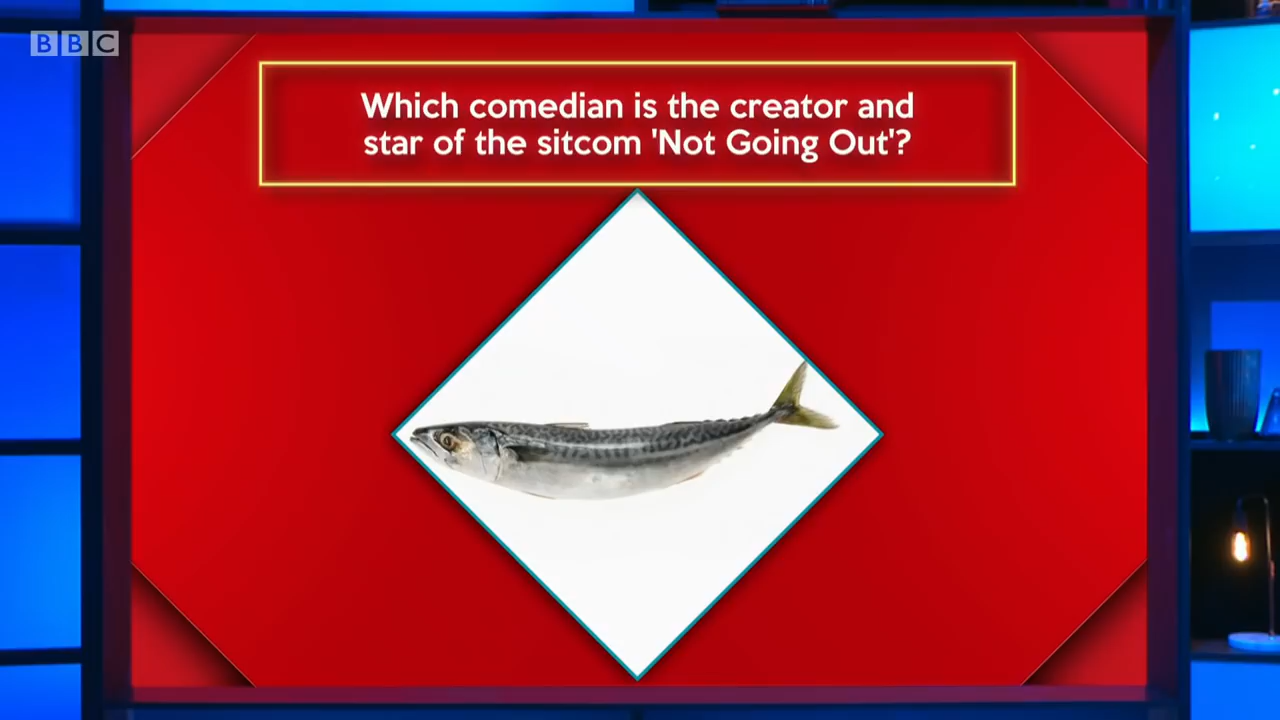 BBC
Which comedian is the creator and
star of the sitcom 'Not Going Out'?